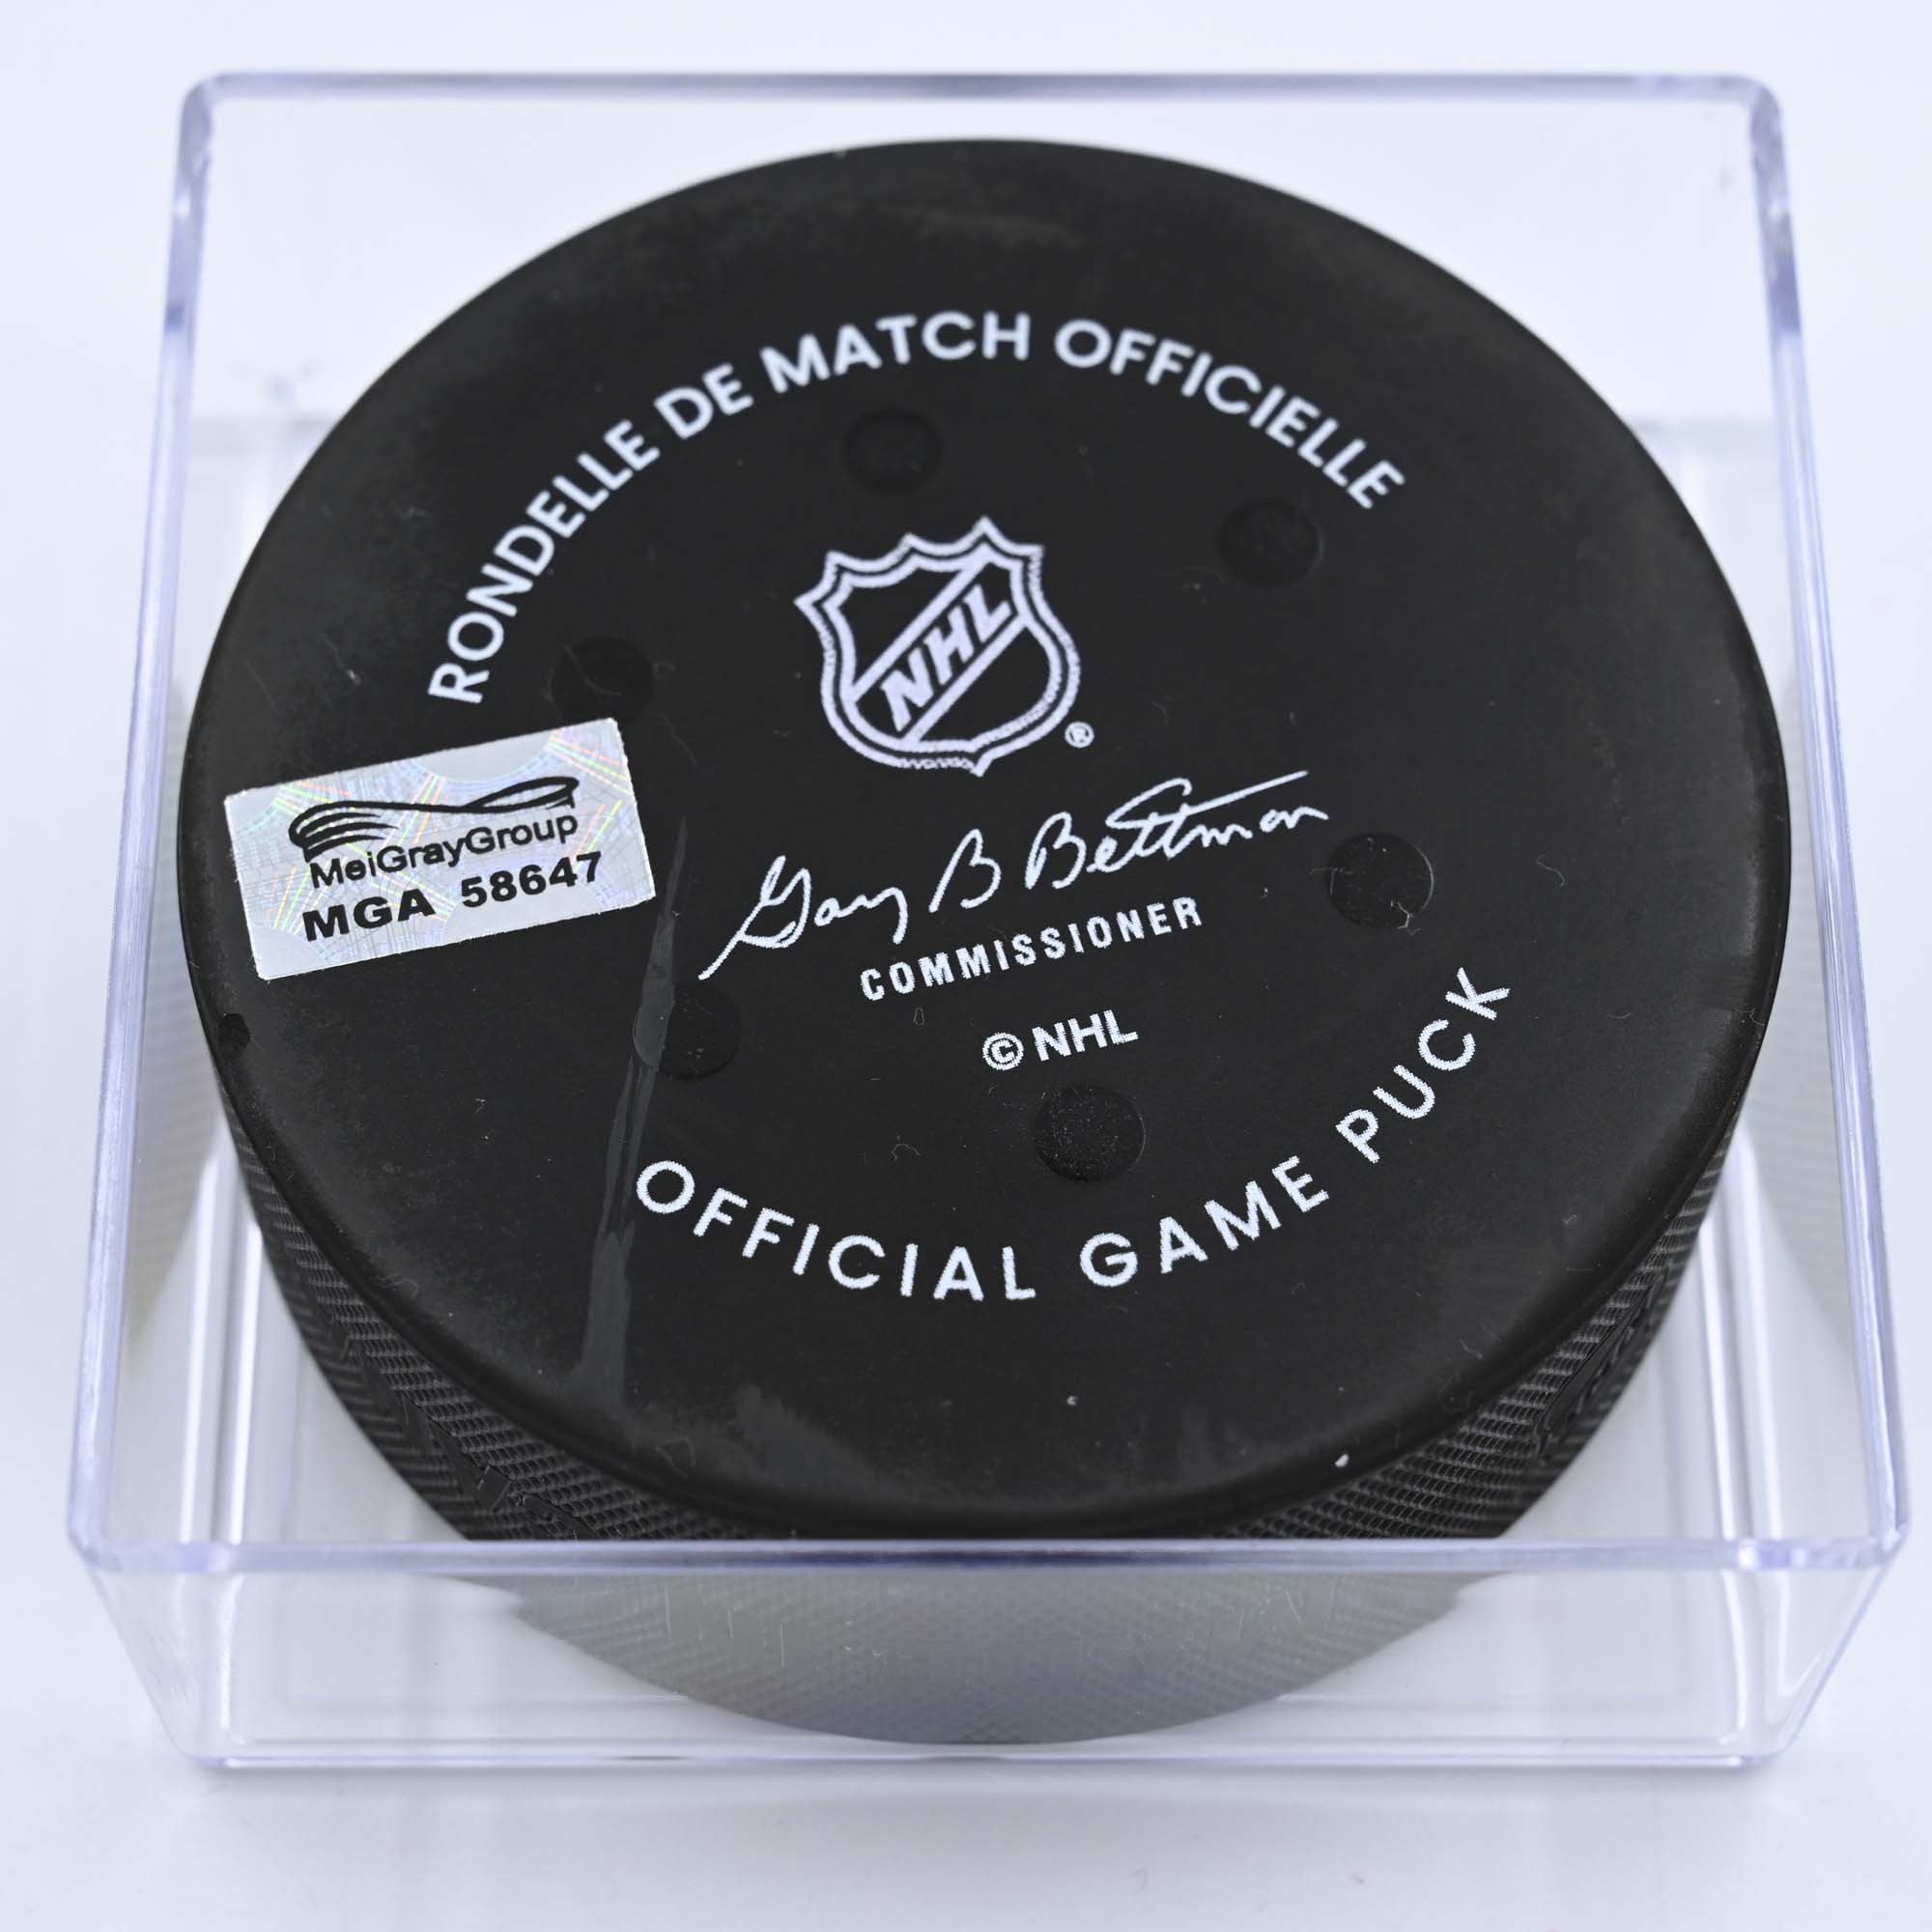 RONDELLE DE MATCH OFFICIELLE
NHL
®
MeiGrayGroup
MGA 58647
Gary B Bettman
COMMISSIONER
© NHL
OFFICIAL GAME PUCK